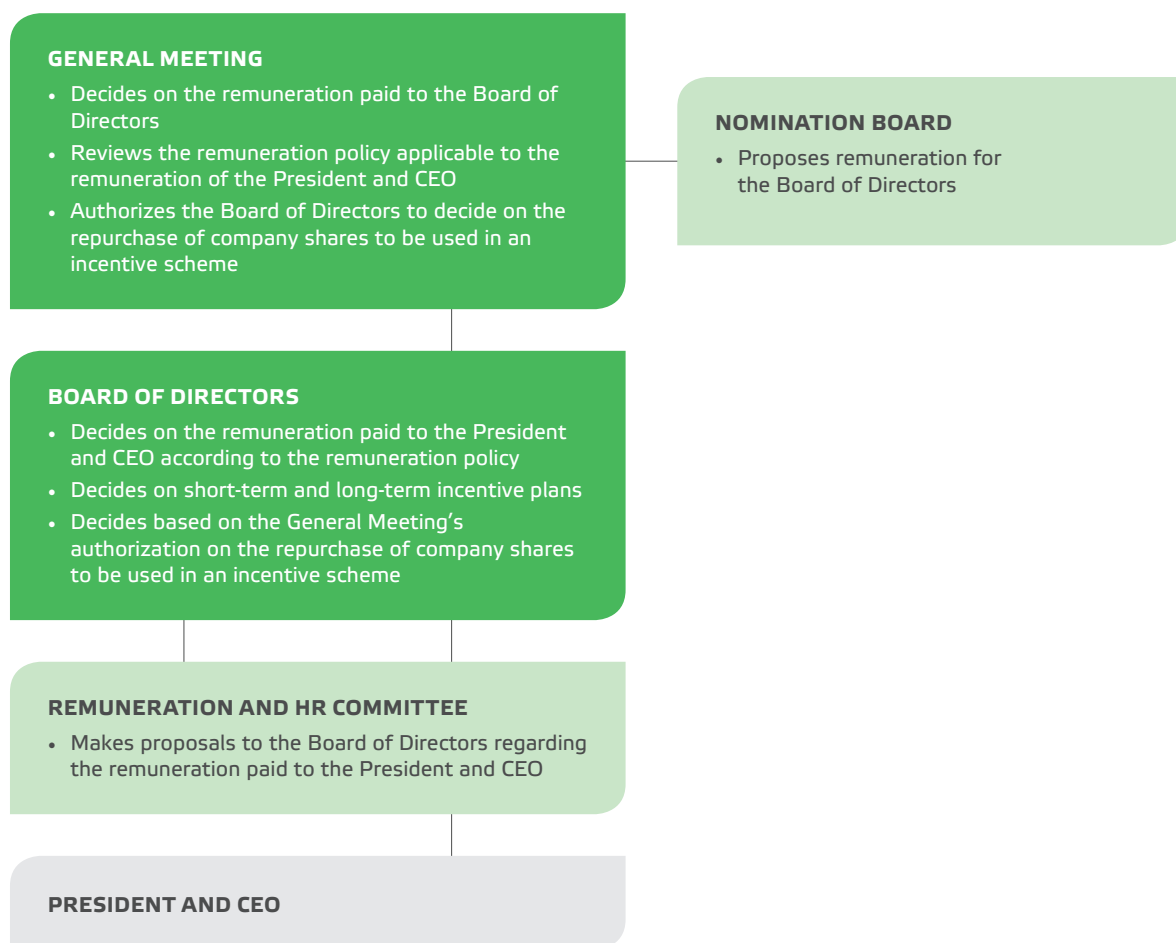 GENERAL MEETING
• Decides on the remuneration paid to the Board of
Directors
• Reviews the remuneration policy applicable to the
remuneration of the President and CEO
• Authorizes the Board of Directors to decide on the
repurchase of company shares to be used in an
incentive scheme
NOMINATION BOARD
• Proposes remuneration for
the Board of Directors
BOARD OF DIRECTORS
• Decides on the remuneration paid to the President
and CEO according to the remuneration policy
• Decides on short-term and long-term incentive plans
• Decides based on the General Meeting’s
authorization on the repurchase of company shares
to be used in an incentive scheme
REMUNERATION AND HR COMMITTEE
• Makes proposals to the Board of Directors regarding
the remuneration paid to the President and CEO
PRESIDENT AND CEO